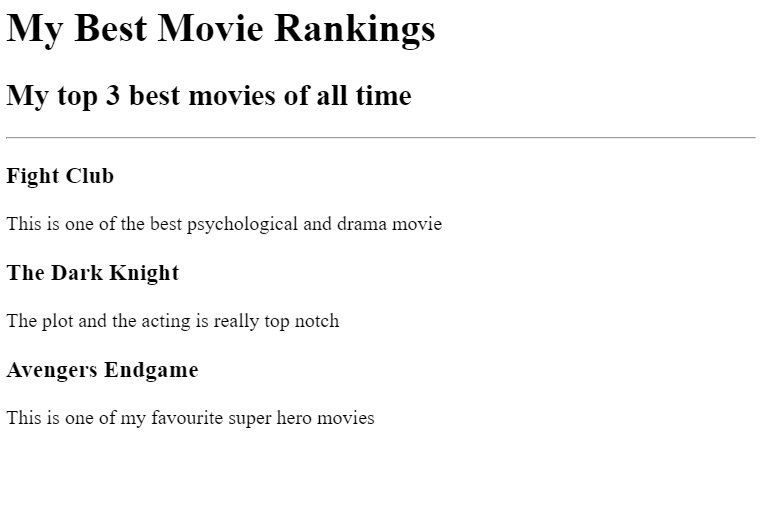 My Best Movie Rankings
My top 3 best movies of all time
Fight Club
This is one of the best psychological and drama movie
The Dark Knight
The plot and the acting is really top notch
Avengers Endgame
This is one of my favourite super hero movies